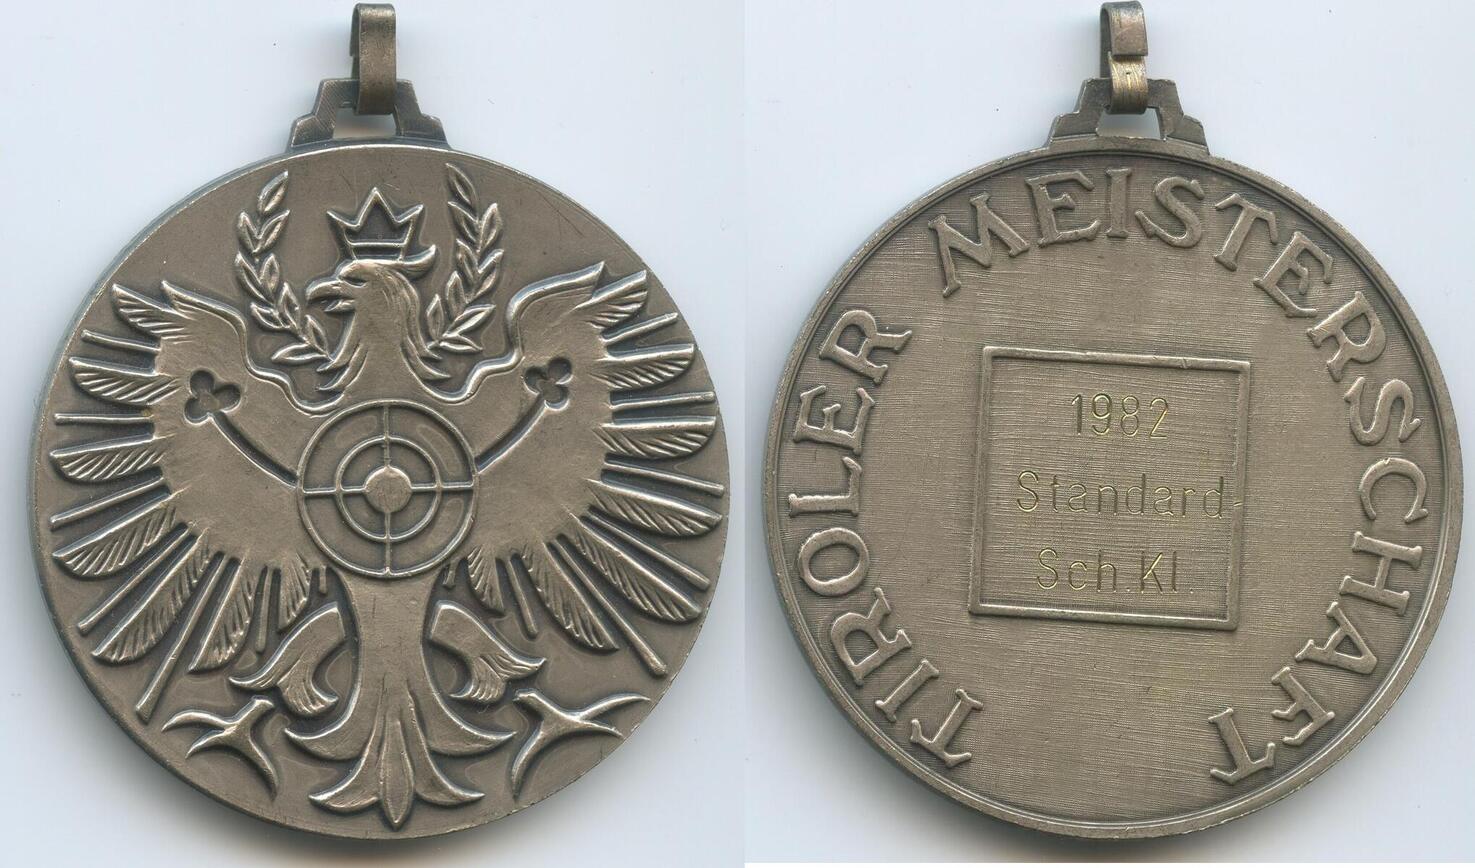 TIROLER MEISTERSCHAFT
1982
Standard
Sch.Kl.